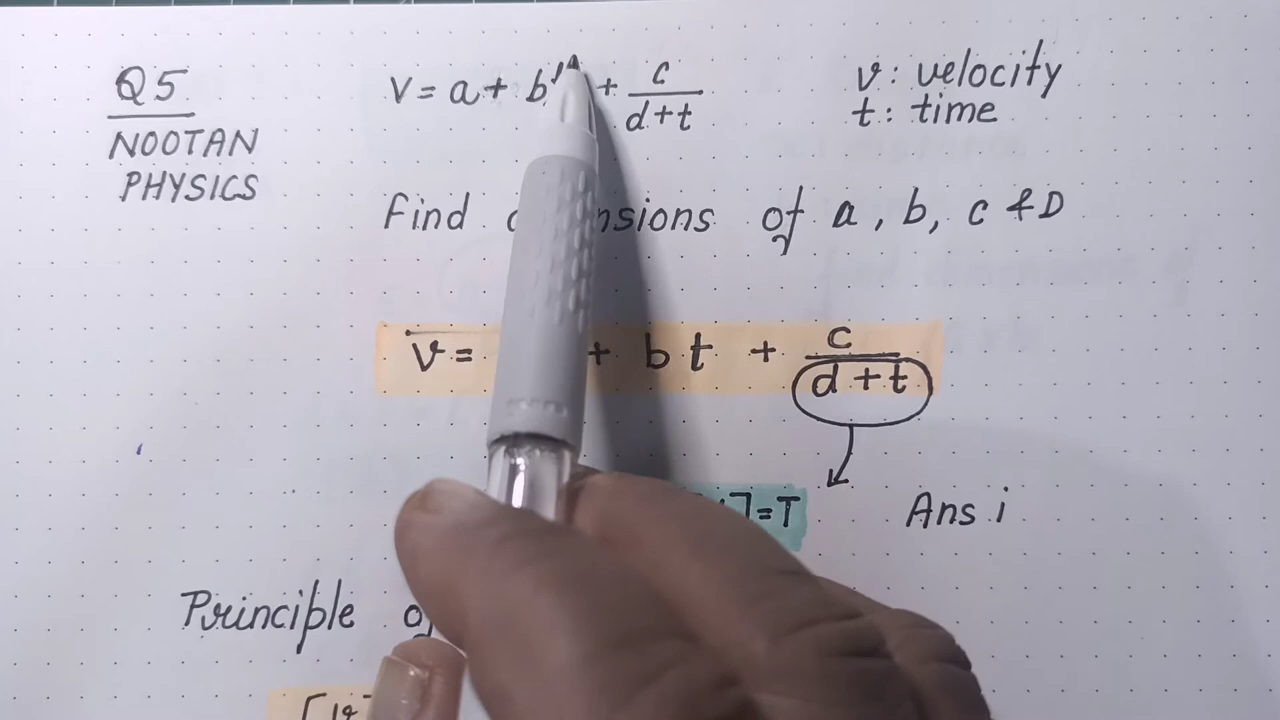 Q5
NOOTAN
PHYSICS
v = a + b + c/(d+t)
v: velocity
t: time
Find of a, b, c & D
v = + b t + c/(d+t)
]=T
Ans i
Principle